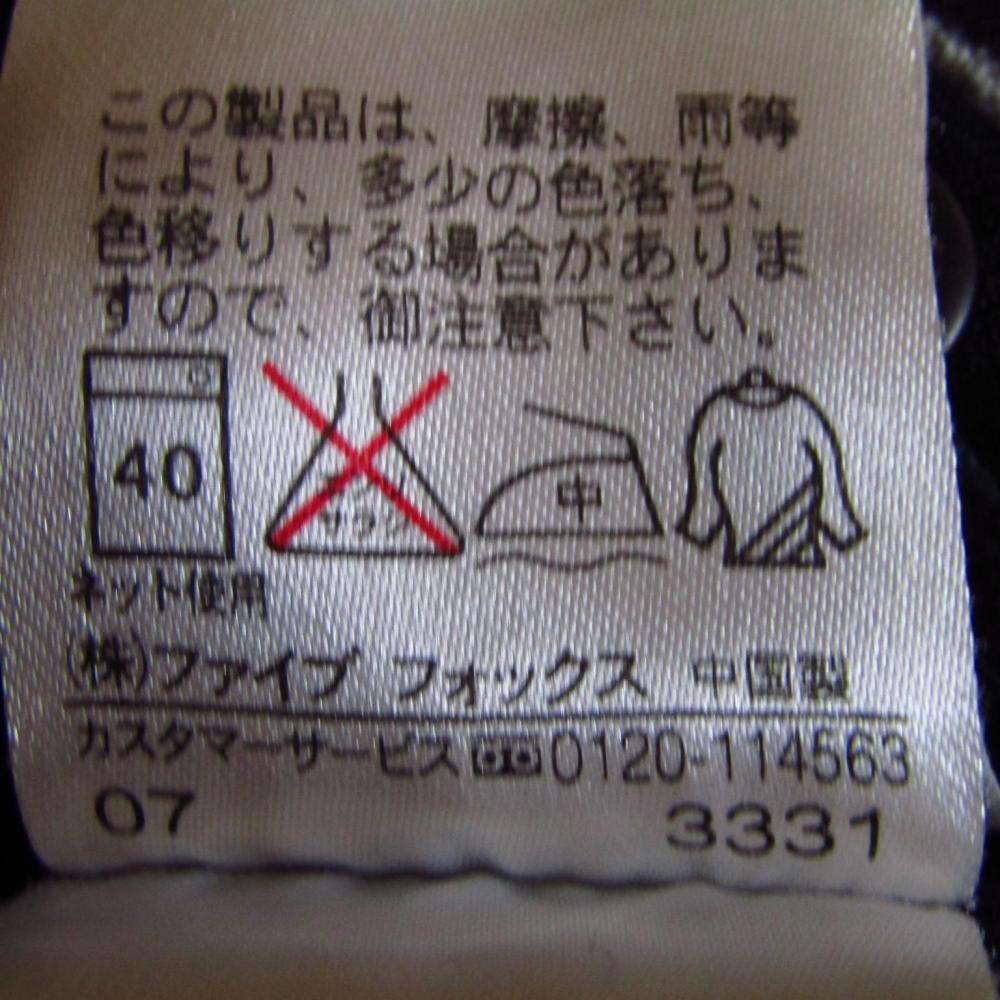 この製品は、摩擦、雨等
により、多少の色落ち、
色移りする場合がありま
すので、御注意下さい。
40
サラシ
中
ネット使用
(株)ファイブ フォックス 中国製
カスタマーサービス 0120-114563
07 3331